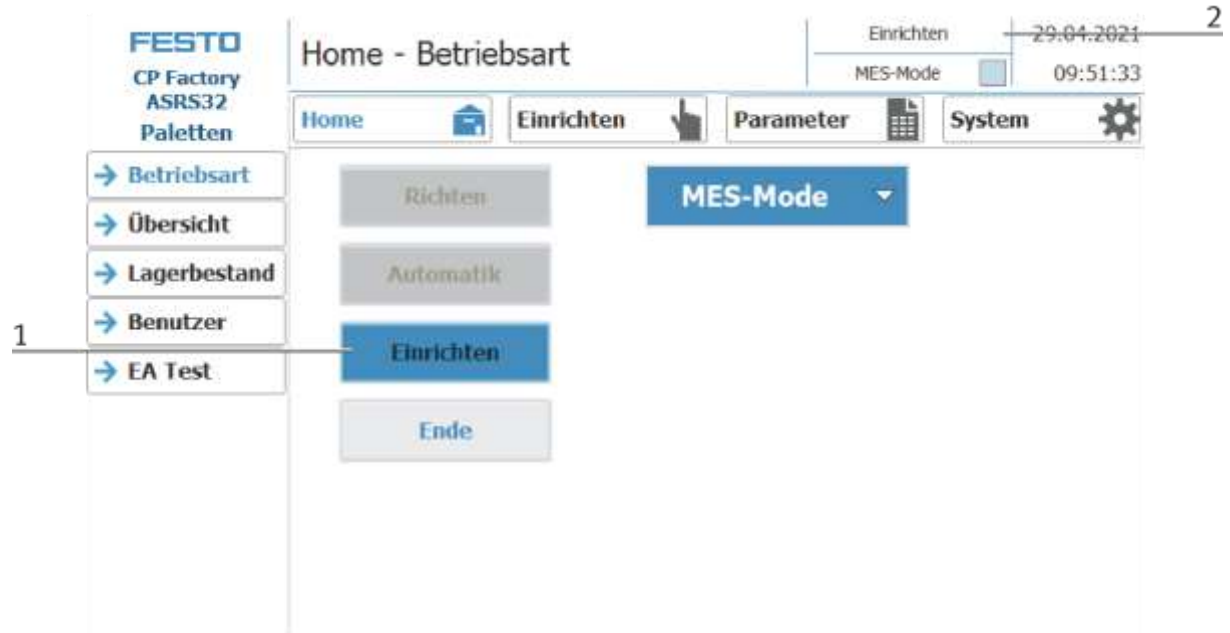 2
FESTO
CP Factory
ASRS32
Paletten
Home - Betriebsart
Einrichten
29.04.2021
MES-Mode
09:51:33
Home
Einrichten
Parameter
System
Betriebsart
Übersicht
Lagerbestand
Benutzer
EA Test
1
Richten
Automatik
Einrichten
Ende
MES-Mode